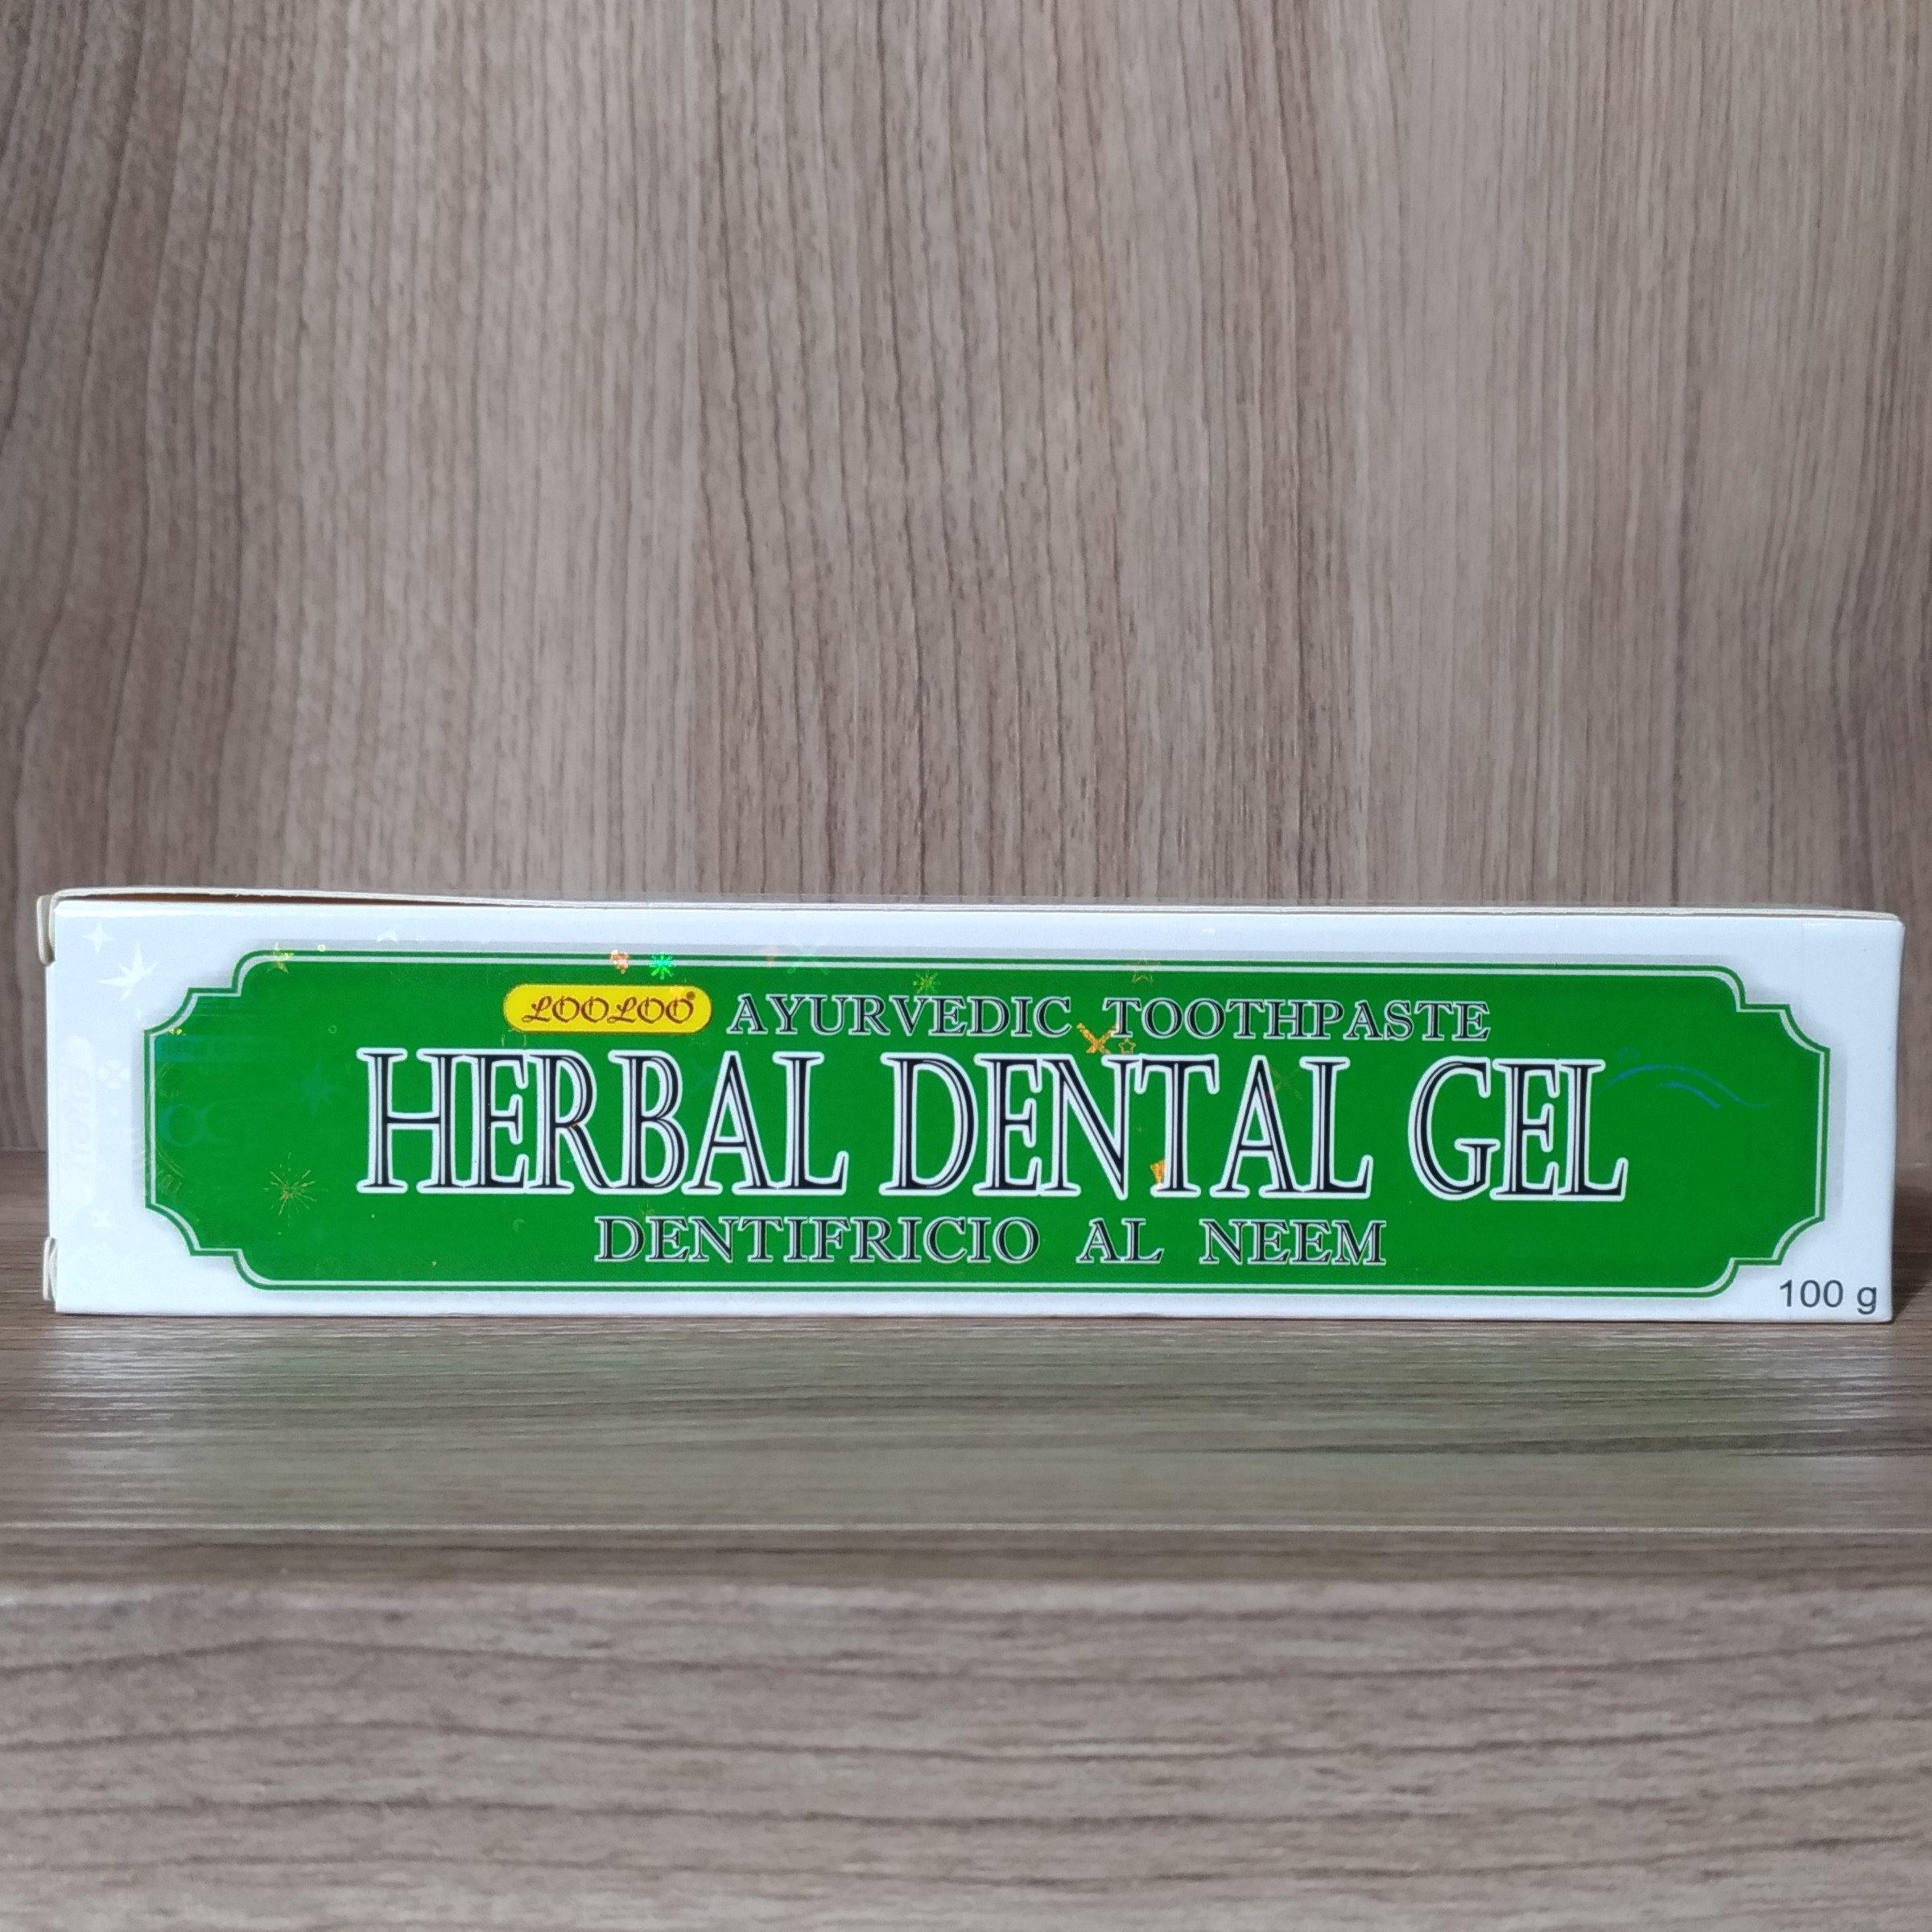 LOOLOO® AYURVEDIC TOOTHPASTE
HERBAL DENTAL GEL
DENTIFRICIO AL NEEM
100 g